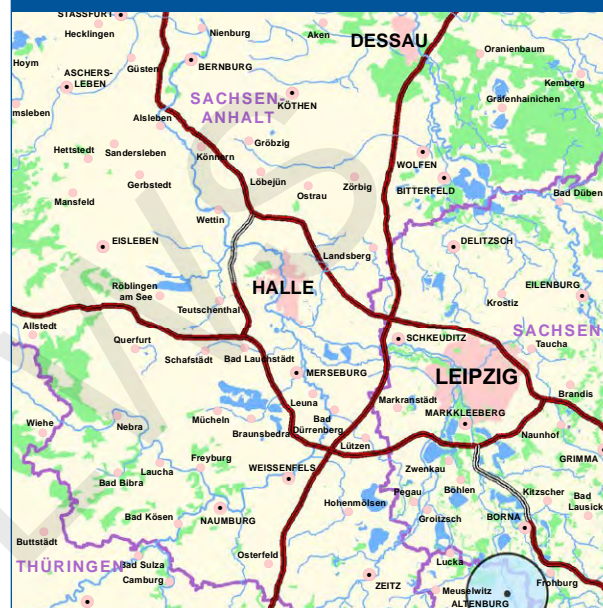 STASSFURT
Hecklingen
Nienburg
Aken
DESSAU
Oranienbaum
Hoym
Güsten
BERNBURG
ASCHERS-
LEBEN
Kemberg
SACHSEN-
ANHALT
KÖTHEN
Gräfenhainichen
msleben
Alsleben
Hettstedt
Sandersleben
Könnern
Gröbzig
WOLFEN
Gerbstedt
Löbejün
Zörbig
BITTERFELD
Mansfeld
Ostrau
Bad Düben
Wettin
EISLEBEN
Landsberg
DELITZSCH
Röblingen
am See
HALLE
EILENBURG
Teutschenthal
Krostiz
Allstedt
SACHSEN
Querfurt
SCHKEUDITZ
Taucha
Schafstädt
Bad Lauchstädt
MERSEBURG
LEIPZIG
Brandis
Leuna
Markranstädt
Wiehe
Nebra
Mücheln
Bad
Dürrenberg
MARKKLEEBERG
Braunsbedra
Lützen
Naunhof
Freyburg
GRIMMA
Laucha
WEISSENFELS
Zwenkau
Bad Bibra
Pegau
Böhlen
Kitzscher
Bad
Lausick
Hohenmölsen
Bad Kösen
NAUMBURG
Groitzsch
BORNA
Buttstädt
THÜRINGEN
Bad Sulza
Osterfeld
Lucka
Camburg
ZEITZ
Frohburg
Meuselwitz
ALTENBURG